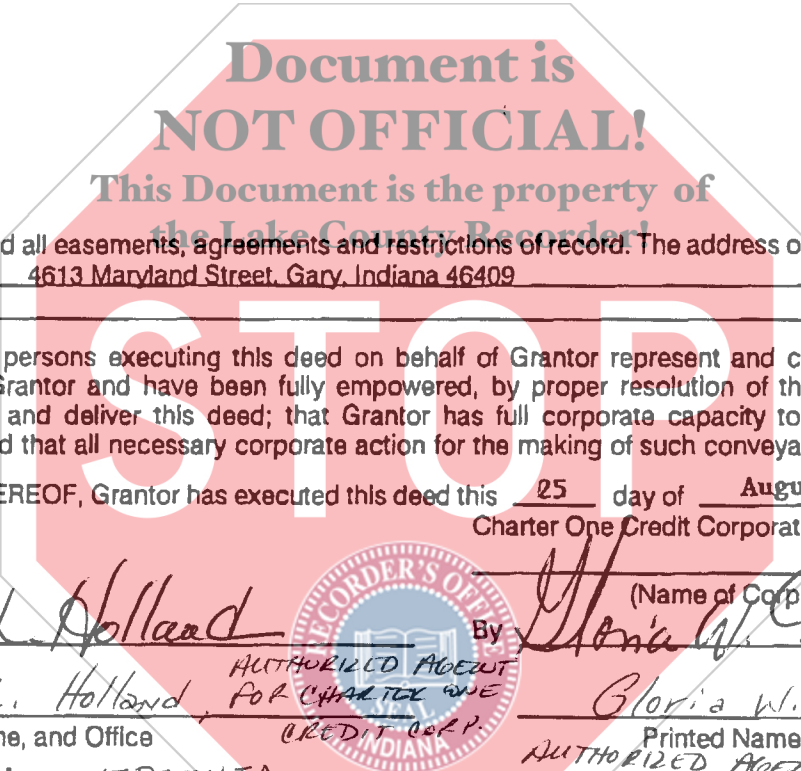 Document is
NOT OFFICIAL!
This Document is the property of
the Lake County Recorder!
d all easements, agreements and restrictions of record. The address o
4613 Maryland Street, Gary, Indiana 46409
STOP
persons executing this deed on behalf of Grantor represent and c
Grantor and have been fully empowered, by proper resolution of th
and deliver this deed; that Grantor has full corporate capacity to
d that all necessary corporate action for the making of such conveya
EREOF, Grantor has executed this deed this 25 day of Augu
Charter One Credit Corporat
(Name of Corp
L. Holland
By Gloria W.
AUTHORIZED AGENT
L. Holland, FOR CHARTER ONE
CREDIT CORP.
Gloria W.
ne, and Office
Printed Name
AUTHORIZED AGEN
RECORDER'S OFFICE
SEAL
INDIANA